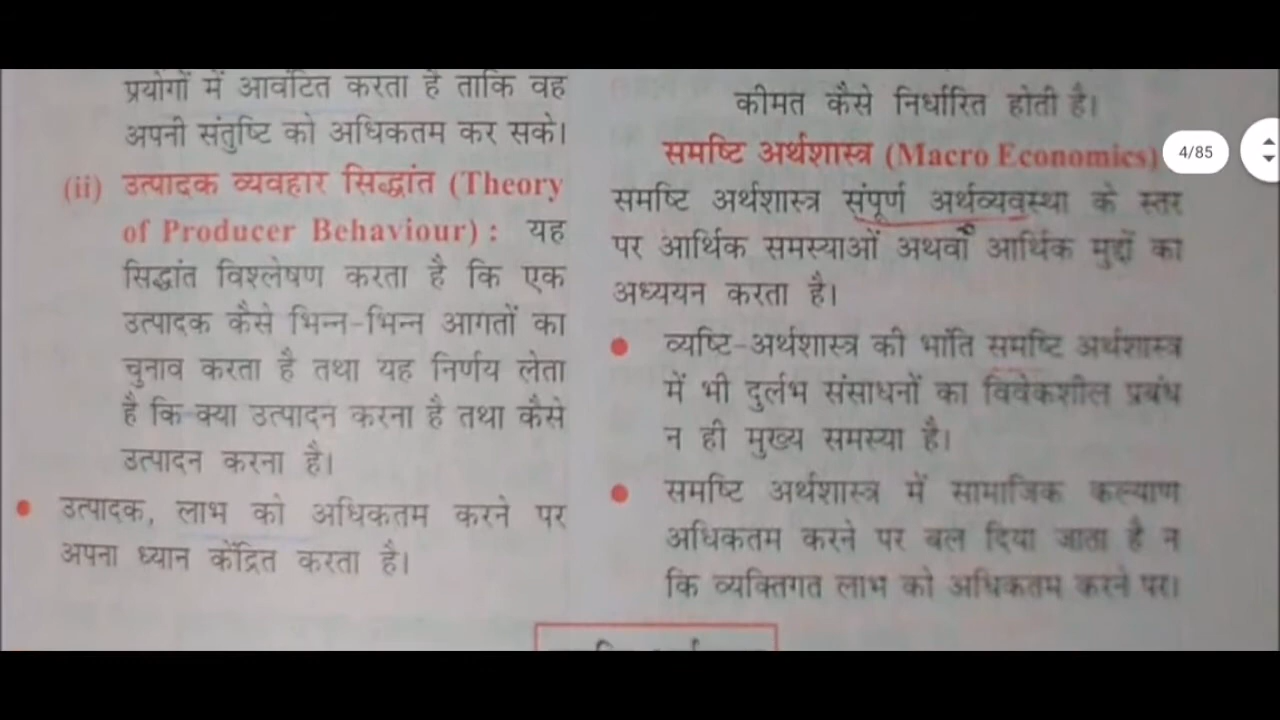 प्रयोगों में आवंटित करता है ताकि वह
अपनी संतुष्टि को अधिकतम कर सके।
(ii) उत्पादक व्यवहार सिद्धांत (Theory
of Producer Behaviour) : यह
सिद्धांत विश्लेषण करता है कि एक
उत्पादक कैसे भिन्न-भिन्न आगतों का
चुनाव करता है तथा यह निर्णय लेता
है कि क्या उत्पादन करना है तथा कैसे
उत्पादन करना है।
• उत्पादक, लाभ को अधिकतम करने पर
अपना ध्यान केंद्रित करता है।
कीमत कैसे निर्धारित होती है।
समष्टि अर्थशास्त्र (Macro Economics)
समष्टि अर्थशास्त्र संपूर्ण अर्थव्यवस्था के स्तर
पर आर्थिक समस्याओं अथवा आर्थिक मुद्दों का
अध्ययन करता है।
• व्यष्टि-अर्थशास्त्र की भांति समष्टि अर्थशास्त्र
में भी दुर्लभ संसाधनों का विवेकशील प्रबंध
न ही मुख्य समस्या है।
• समष्टि अर्थशास्त्र में सामाजिक कल्याण
अधिकतम करने पर बल दिया जाता है न
कि व्यक्तिगत लाभ को अधिकतम करने पर।
4/85